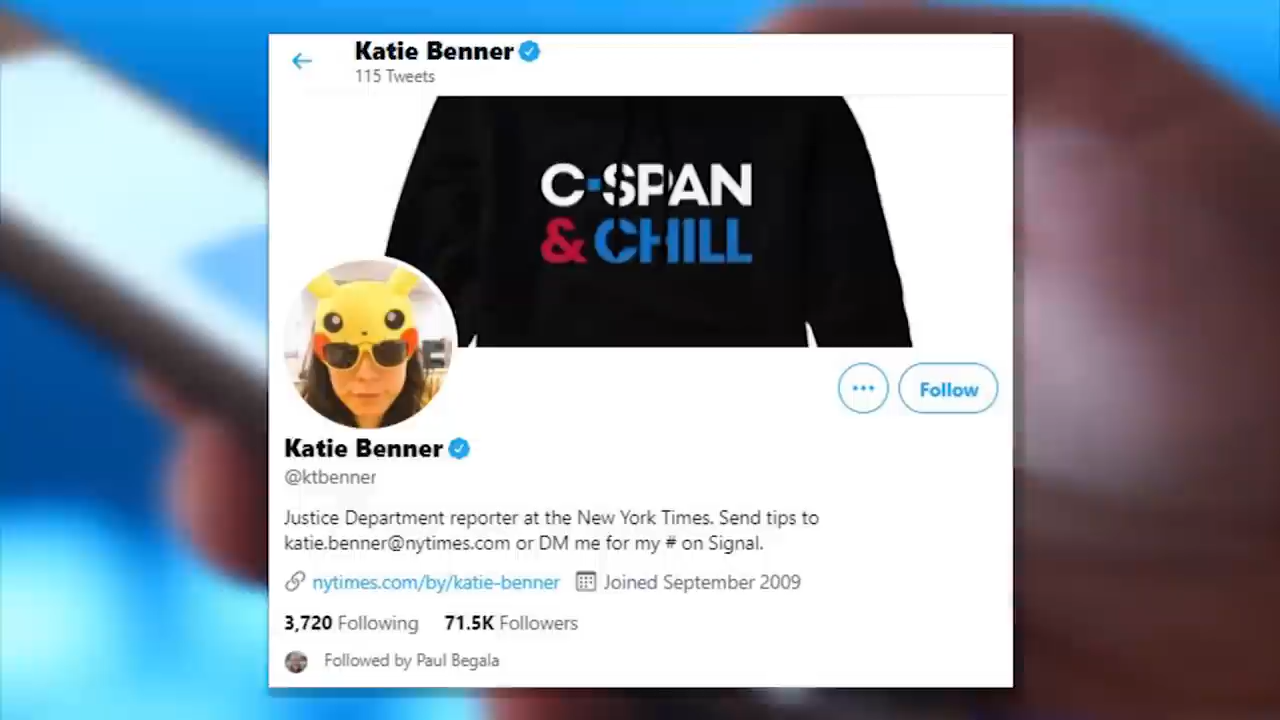 Katie Benner
115 Tweets
C·SPAN
& CHILL
Follow
Katie Benner
@ktbenner
Justice Department reporter at the New York Times. Send tips to
katie.benner@nytimes.com or DM me for my # on Signal.
nytimes.com/by/katie-benner Joined September 2009
3,720 Following 71.5K Followers
Followed by Paul Begala